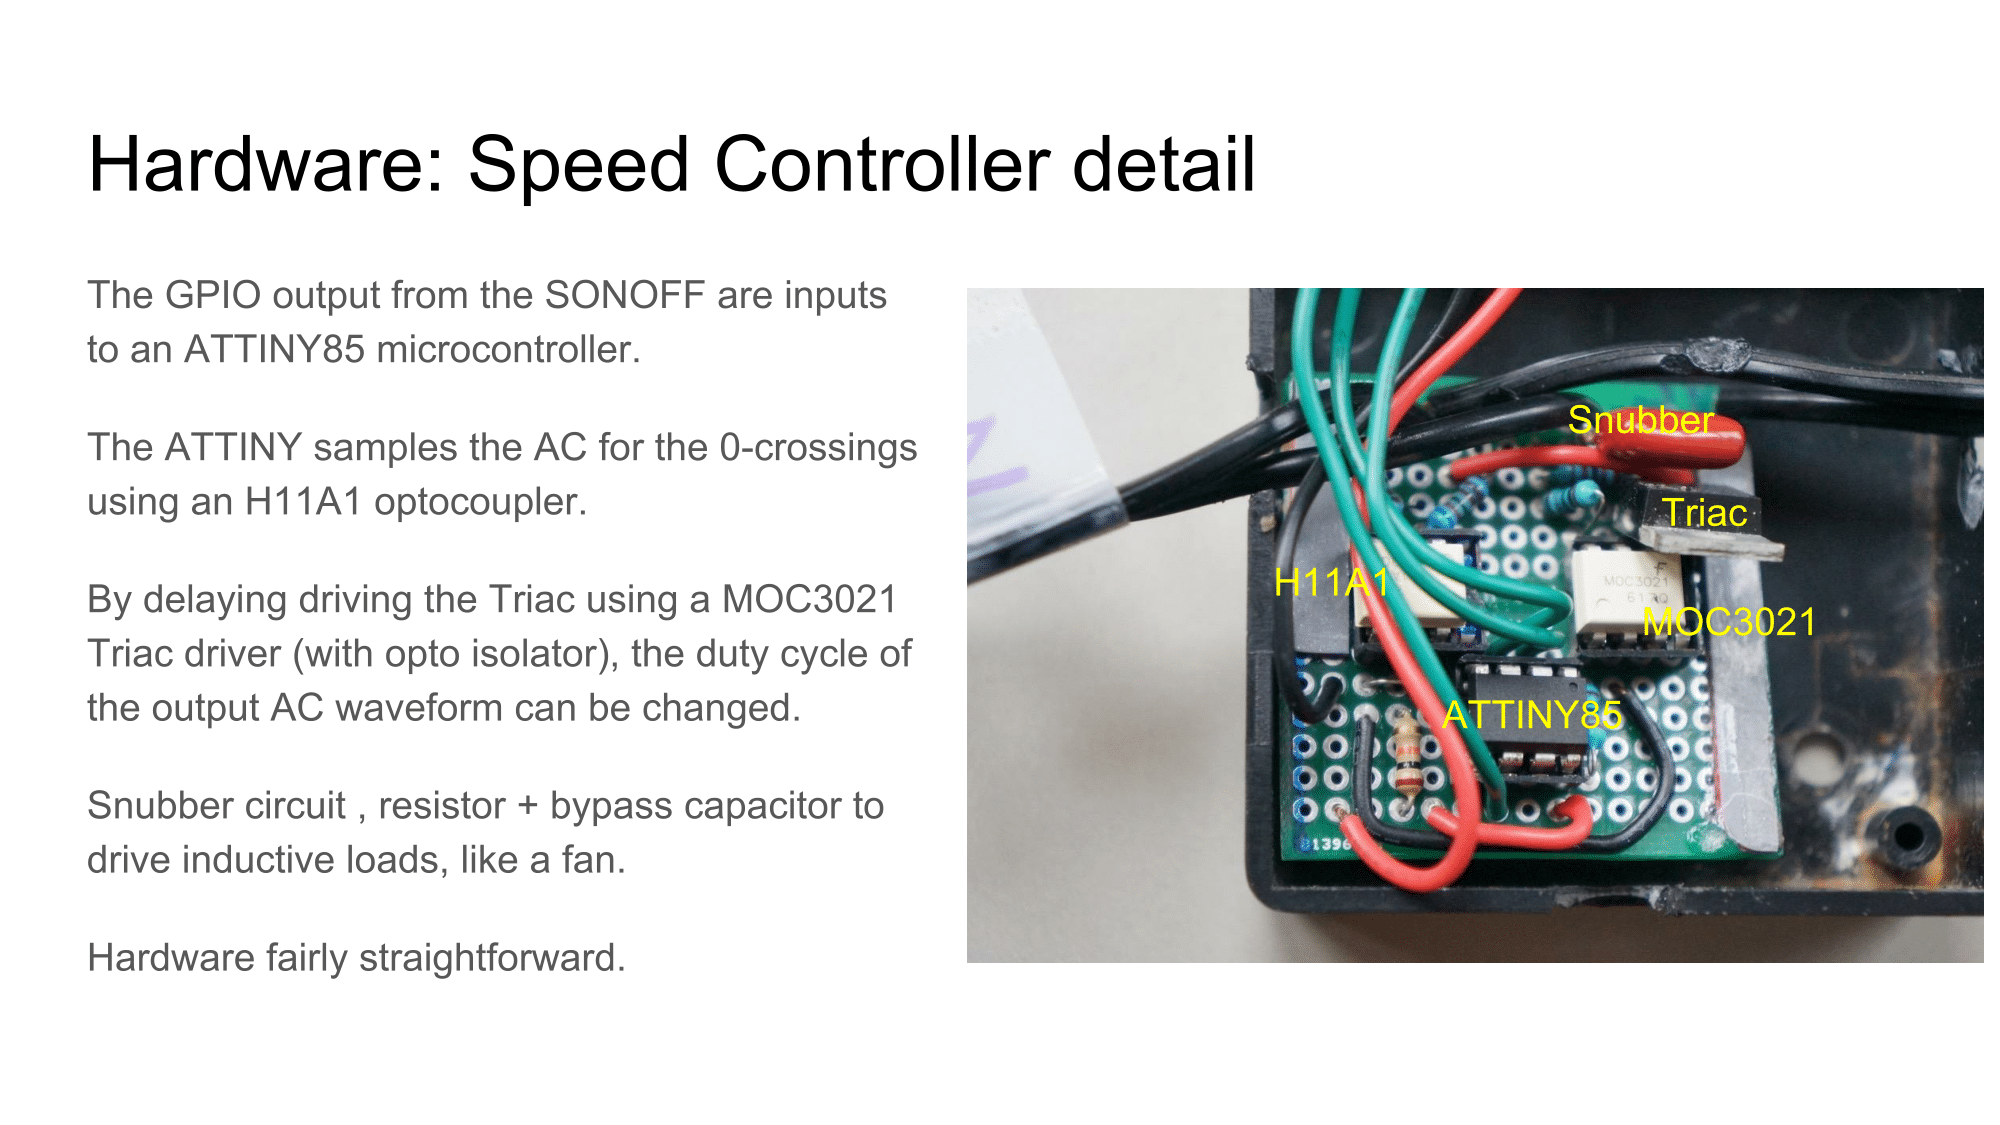 Hardware: Speed Controller detail
The GPIO output from the SONOFF are inputs
to an ATTINY85 microcontroller.
The ATTINY samples the AC for the 0-crossings
using an H11A1 optocoupler.
By delaying driving the Triac using a MOC3021
Triac driver (with opto isolator), the duty cycle of
the output AC waveform can be changed.
Snubber circuit , resistor + bypass capacitor to
drive inductive loads, like a fan.
Hardware fairly straightforward.
Snubber
Triac
H11A1
MOC3021
617Q
MOC3021
ATTINY85